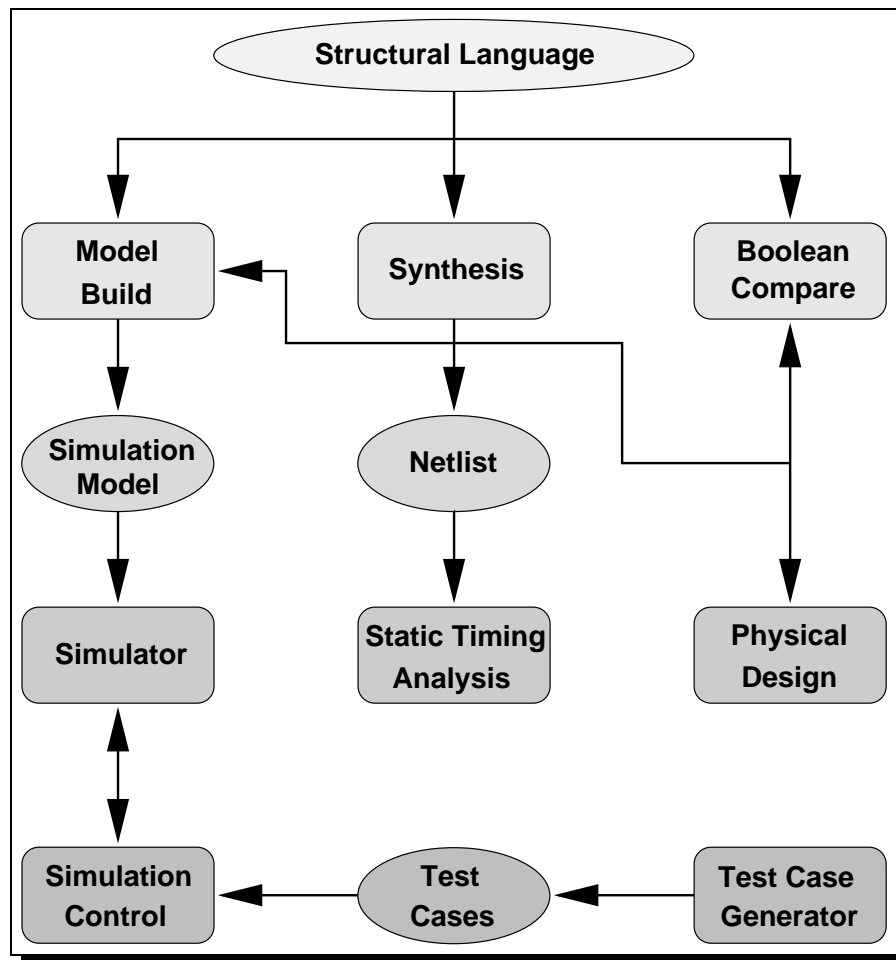 Structural Language
Model
Build
Synthesis
Boolean
Compare
Simulation
Model
Netlist
Simulator
Static Timing
Analysis
Physical
Design
Simulation
Control
Test
Cases
Test Case
Generator